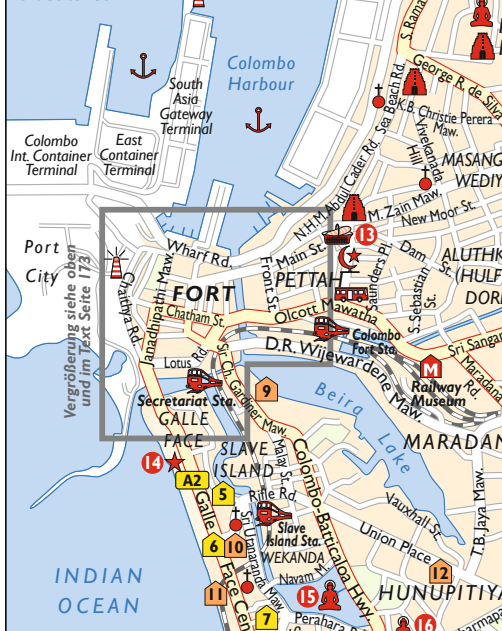 Colombo
Harbour
South
Asia
Gateway
Terminal
Colombo
Int. Container
Terminal
East
Container
Terminal
S. Rama
George R. de Silva
Sea Beach Rd.
K.B. Christie Perera
Maw.
Vivekananda
Hill
MASANG
WEDIY
N.H.M. Abdul Cader Rd.
M. Zain Maw.
New Moor St.
13
Port
City
Vergrößerung siehe oben
und im Text Seite 173
Chaithya Rd.
Wharf Rd.
Main St.
Front St.
PETTAH
Saunders Pl.
Dam St.
ALUTHK
(HULF
DOR
S.Sebastian
St.
FORT
Janadhipathi Maw.
Chatham St.
Olcott Mawatha
Colombo
Fort Sta.
D.R. Wijewardene Maw.
Sri Sangar
Maradana
Rd.
M
Railway
Museum
Lotus Rd.
Sir Ch. Gardiner Maw.
Secretariat Sta.
9
Beira
Lake
MARADAN
GALLE
FACE
14
SLAVE
ISLAND
Malay St.
A2
5
Rifle Rd.
Colombo-Batticaloa Hwy
Vauxhall St.
T.B. Jaya Maw.
Slave
Island Sta.
WEKANDA
Union Place
Galle Face Cen
6
10
Sri Uttarananda Maw.
Navam M.
12
HUNUPITIYA
INDIAN
OCEAN
11
15
7
Perahara
16